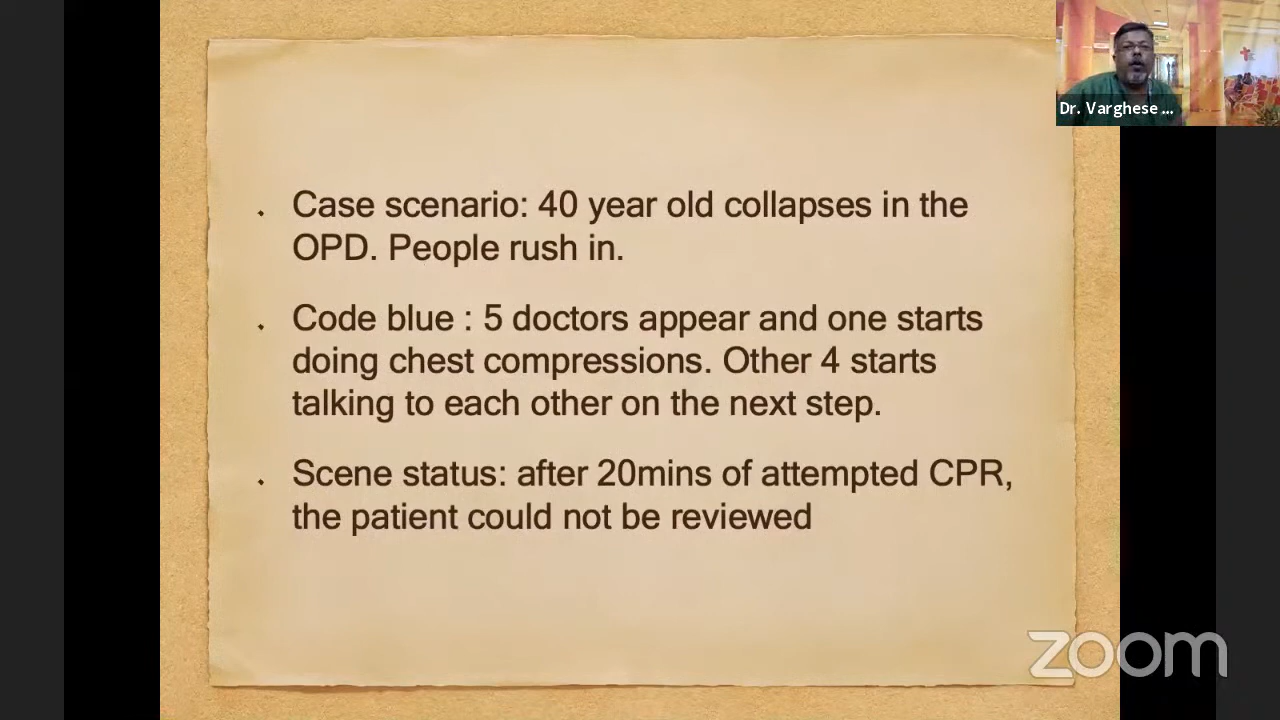 Dr. Varghese ...
. Case scenario: 40 year old collapses in the
OPD. People rush in.
. Code blue : 5 doctors appear and one starts
doing chest compressions. Other 4 starts
talking to each other on the next step.
. Scene status: after 20mins of attempted CPR,
the patient could not be reviewed
zoom